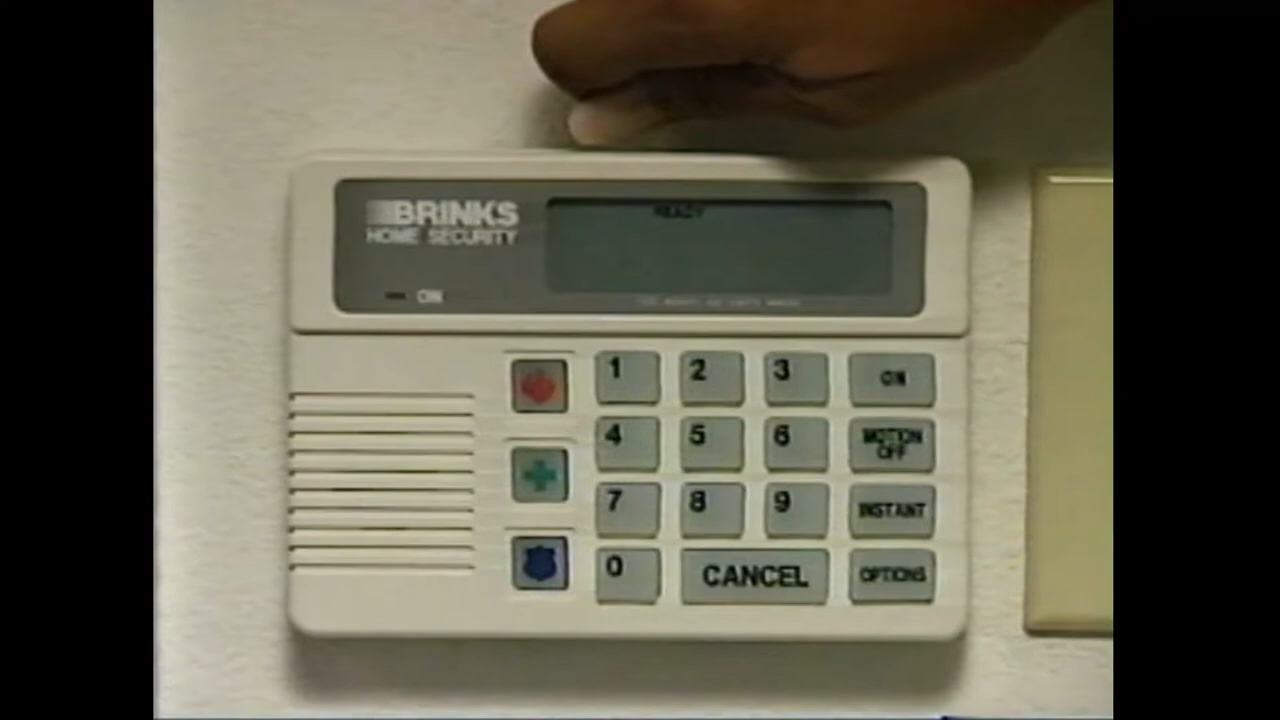 BRINKS
HOME SECURITY
READY
ON
1
2
3
ON
4
5
6
MOTION
OFF
7
8
9
INSTANT
0
CANCEL
OPTIONS